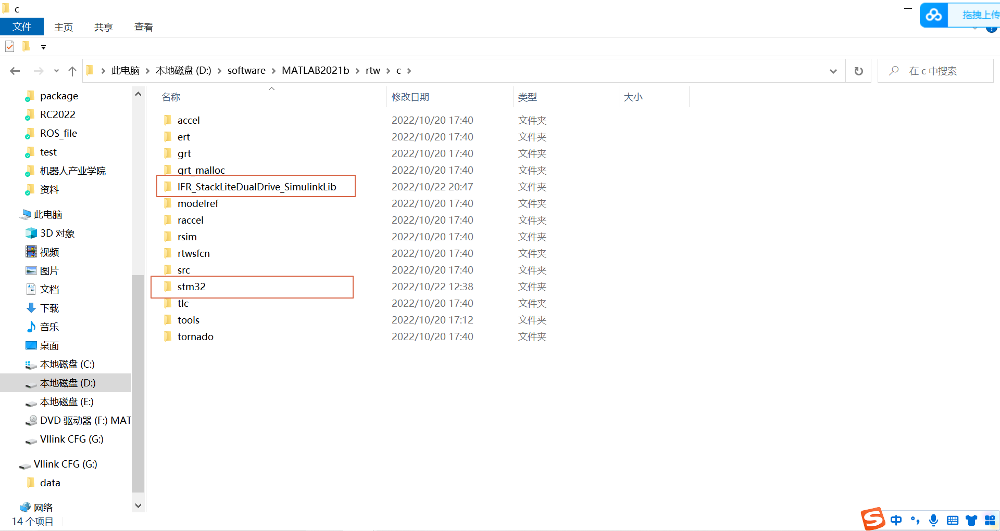 c
拖拽上传
文件 主页 共享 查看
此电脑 本地磁盘 (D:) software MATLAB2021b rtw c
在 c 中搜索
package
RC2022
ROS_file
test
机器人产业学院
资料
此电脑
3D 对象
视频
图片
文档
下载
音乐
桌面
本地磁盘 (C:)
本地磁盘 (D:)
本地磁盘 (E:)
DVD 驱动器 (F:) MAT
Vllink CFG (G:)
Vllink CFG (G:)
data
网络
名称 修改日期 类型 大小
accel 2022/10/20 17:40 文件夹
ert 2022/10/20 17:40 文件夹
grt 2022/10/20 17:40 文件夹
grt_malloc 2022/10/20 17:40 文件夹
IFR_StackLiteDualDrive_SimulinkLib 2022/10/22 20:47 文件夹
modelref 2022/10/20 17:40 文件夹
raccel 2022/10/20 17:40 文件夹
rsim 2022/10/20 17:40 文件夹
rtwsfcn 2022/10/20 17:40 文件夹
src 2022/10/20 17:40 文件夹
stm32 2022/10/22 12:38 文件夹
tlc 2022/10/20 17:40 文件夹
tools 2022/10/20 17:12 文件夹
tornado 2022/10/20 17:40 文件夹
14 个项目
S 中